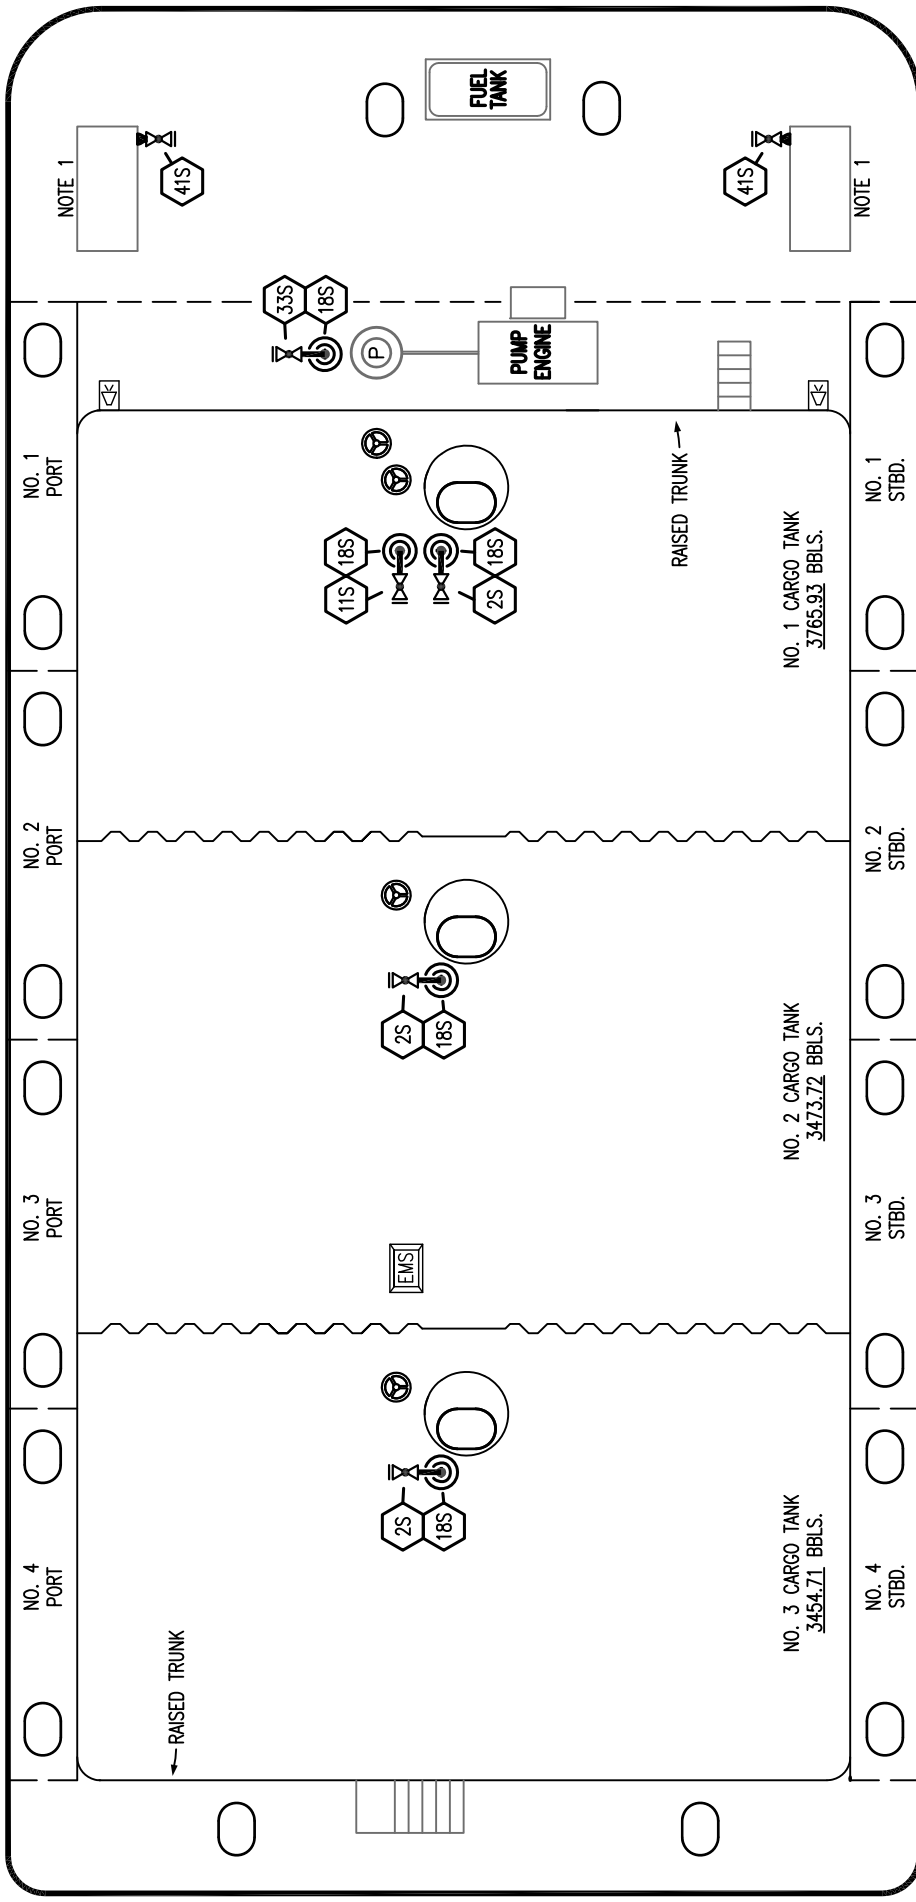 FUEL
TANK
NOTE 1
41S
41S
NOTE 1
33S
18S
P
PUMP
ENGINE
NO. 1
PORT
RAISED TRUNK
NO. 1
STBD.
11S
18S
18S
2S
NO. 1 CARGO TANK
3765.93 BBLS.
NO. 2
PORT
NO. 2
STBD.
2S
18S
NO. 2 CARGO TANK
3473.72 BBLS.
NO. 3
PORT
EMS
NO. 3
STBD.
2S
18S
NO. 3 CARGO TANK
3454.71 BBLS.
NO. 4
PORT
NO. 4
STBD.
RAISED TRUNK